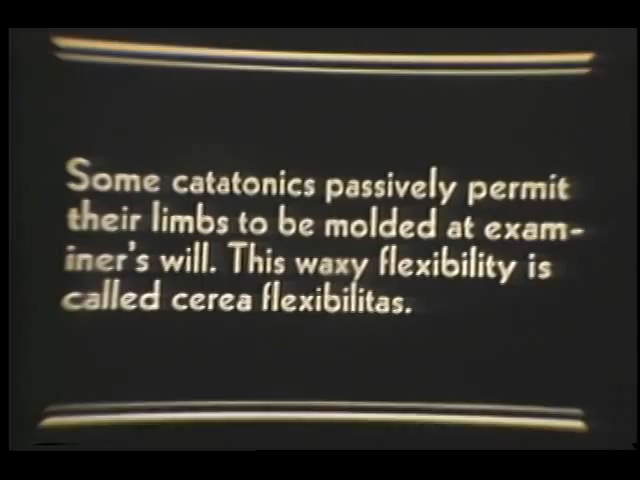 Some catatonics passively permit
their limbs to be molded at exam-
iner's will. This waxy flexibility is
called cerea flexibilitas.